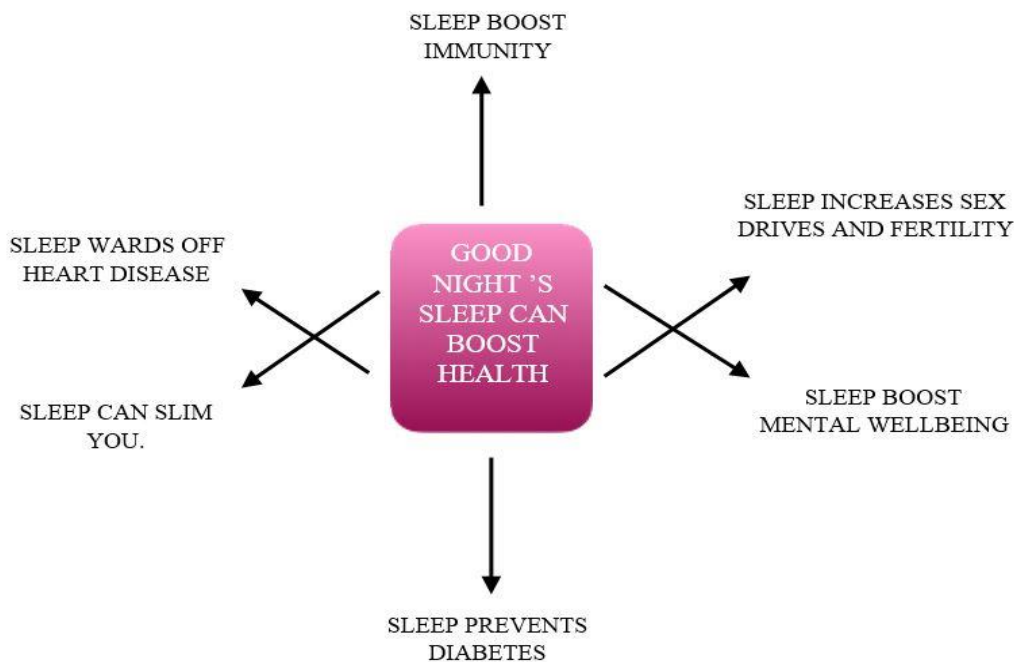 SLEEP BOOST
IMMUNITY
SLEEP INCREASES SEX
DRIVES AND FERTILITY
SLEEP WARDS OFF
HEART DISEASE
GOOD
NIGHT ’S
SLEEP CAN
BOOST
HEALTH
SLEEP CAN SLIM
YOU.
SLEEP BOOST
MENTAL WELLBEING
SLEEP PREVENTS
DIABETES